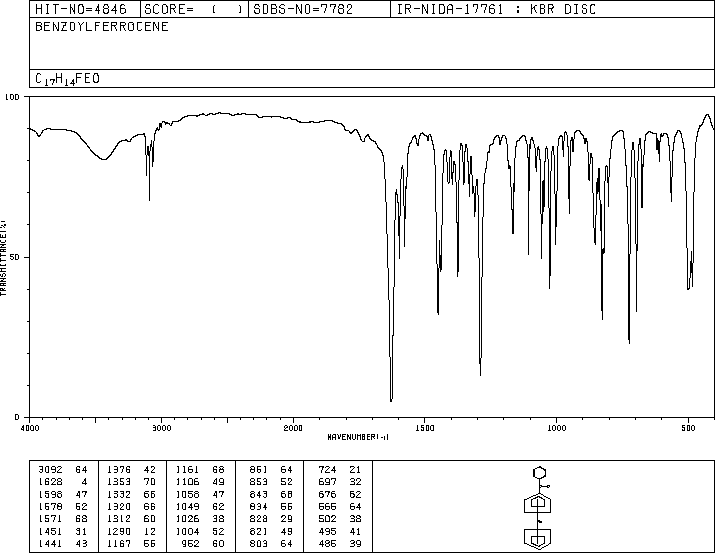 HIT-NO=4846 SCORE= ( ) SDBS-NO=7782 IR-NIDA-17761 : KBR DISC
BENZOYLFERROCENE
C17H14FEO
100
50
0
TRANSMITTANCE(%)
4000 3000 2000 1500 1000 500
WAVENUMBER(-1)
3092 64 1376 42 1161 68 861 64 724 21
1628 4 1353 70 1106 49 853 52 697 32
1598 47 1332 66 1058 47 843 68 676 62
1578 52 1320 66 1049 62 834 66 566 64
1571 68 1312 60 1026 38 828 29 502 38
1451 31 1290 12 1004 52 821 49 495 41
1441 43 1167 66 952 60 803 64 486 39